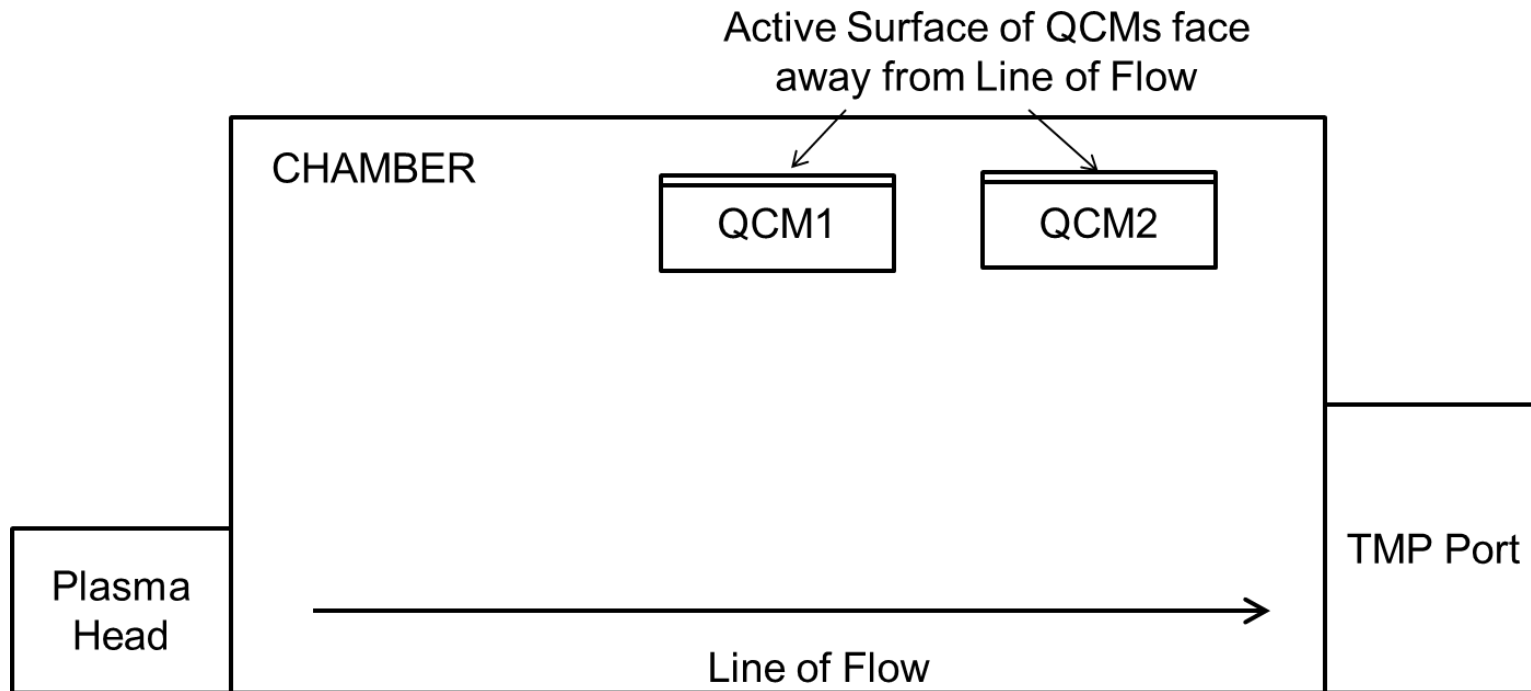 Active Surface of QCMs face
away from Line of Flow
CHAMBER
QCM1
QCM2
TMP Port
Plasma
Head
Line of Flow